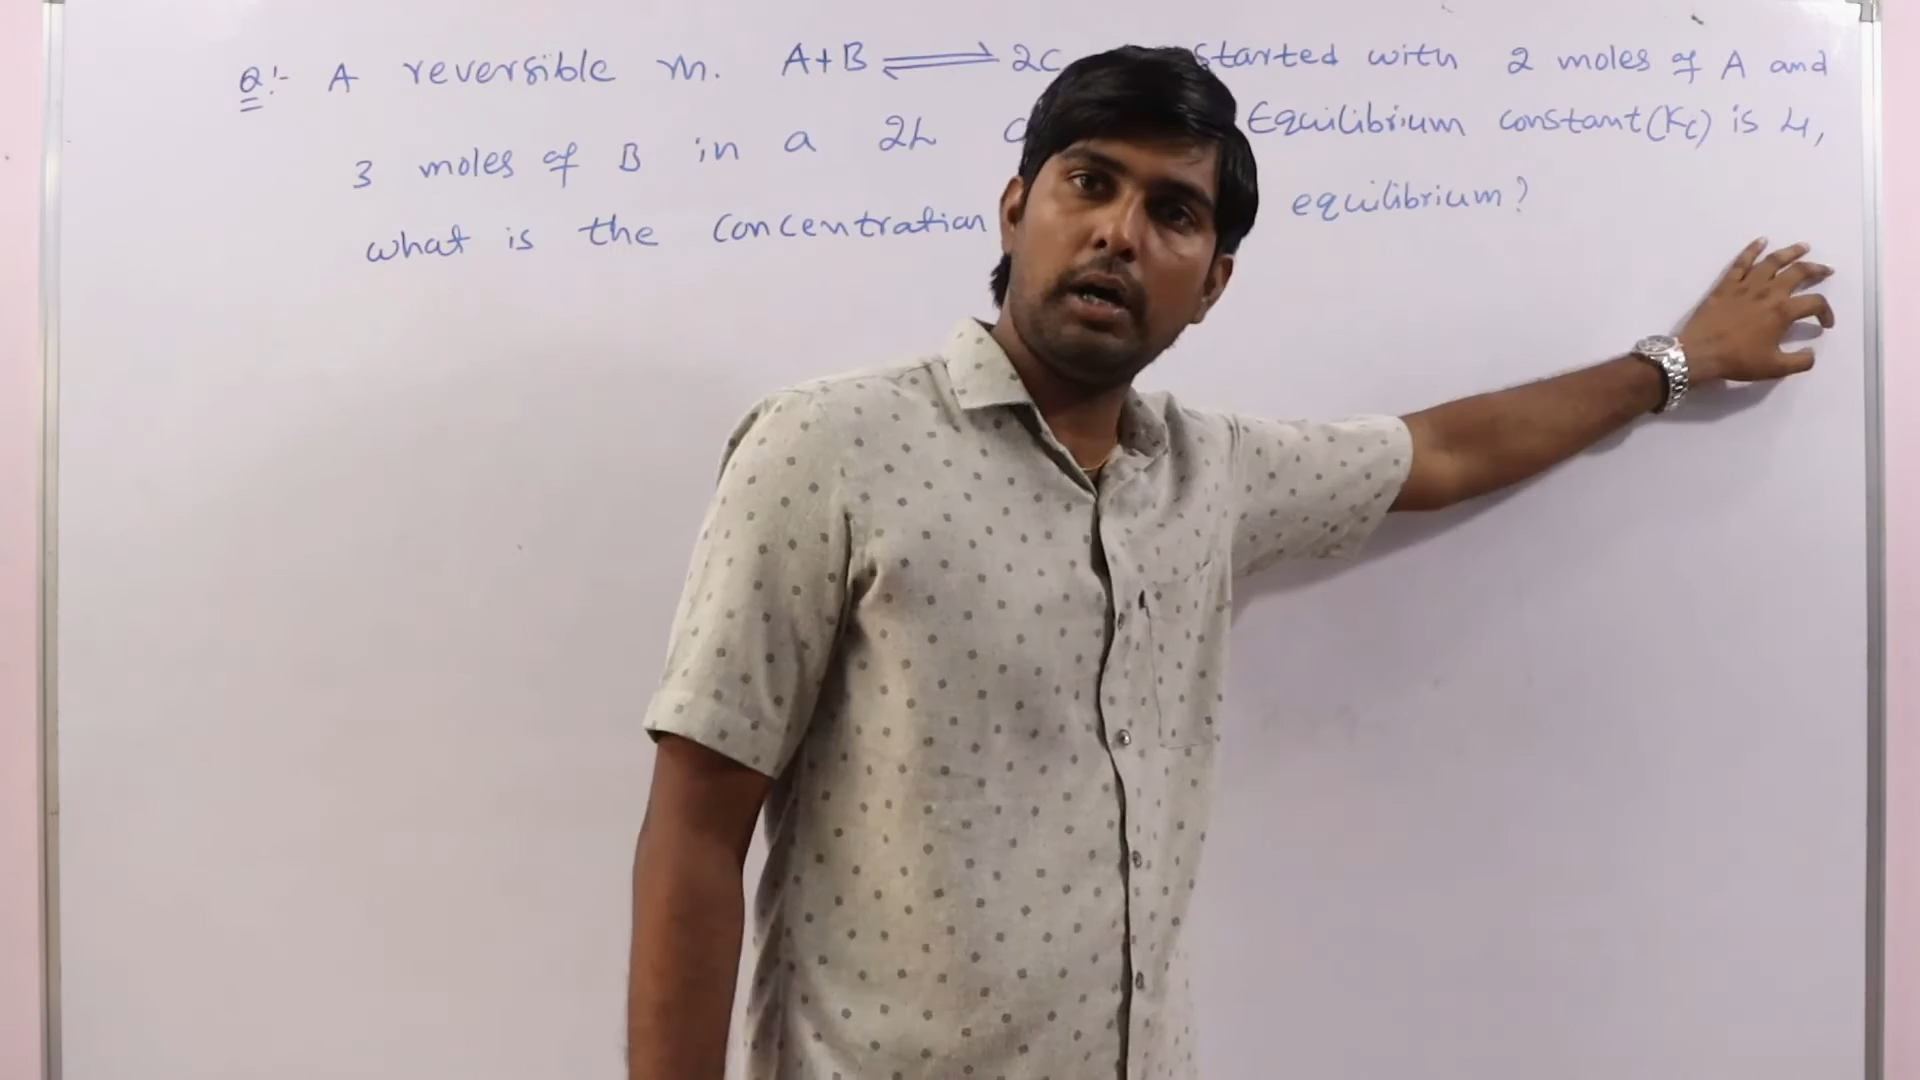 Q:- A reversible rn. A+B ⇌ 2C started with 2 moles of A and
3 moles of B in a 2L Equilibrium constant (Kc) is 4,
what is the concentration equilibrium?